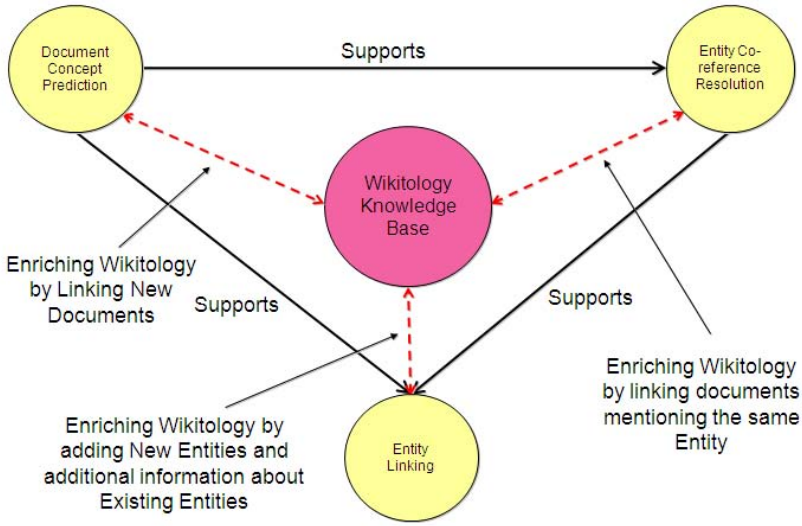 Document
Concept
Prediction
Supports
Entity Co-
reference
Resolution
Wikitology
Knowledge
Base
Enriching Wikitology
by Linking New
Documents
Supports
Supports
Enriching Wikitology
by linking documents
mentioning the same
Entity
Enriching Wikitology by
adding New Entities and
additional information about
Existing Entities
Entity
Linking